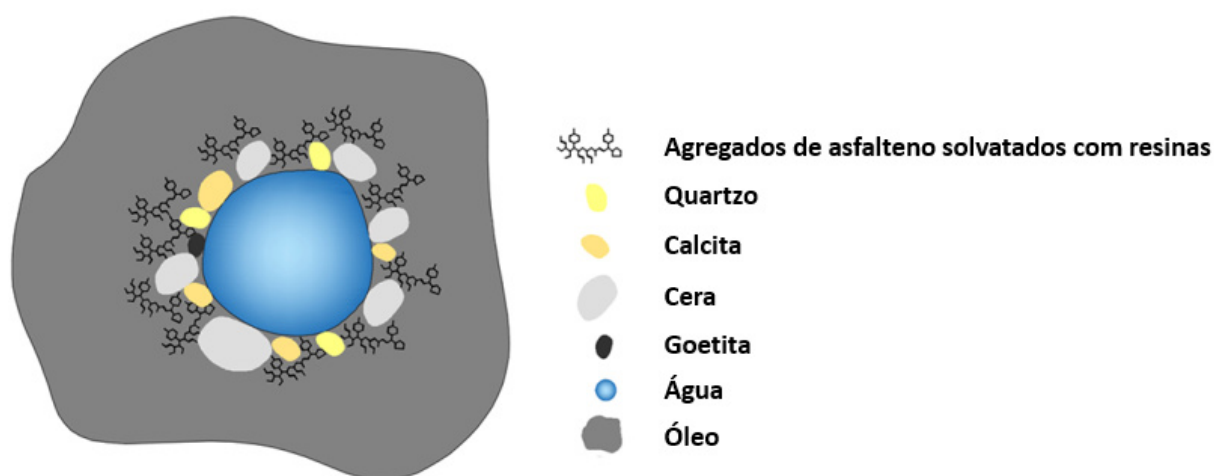 Agregados de asfalteno solvatados com resinas
Quartzo
Calcita
Cera
Goetita
Água
Óleo